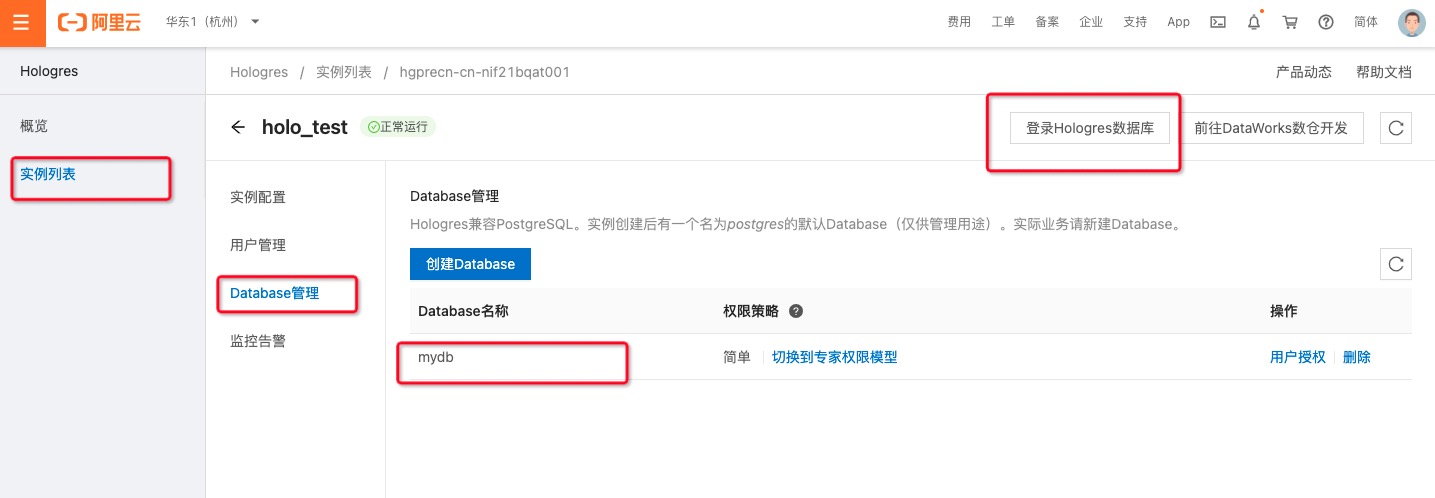 阿里云 华东1（杭州） 费用 工单 备案 企业 支持 App 简体
Hologres
Hologres / 实例列表 / hgprecn-cn-nif21bqat001 产品动态 帮助文档
概览
实例列表
holo_test 正常运行 登录Hologres数据库 前往DataWorks数仓开发
实例配置
用户管理
Database管理
监控告警
Database管理
Hologres兼容PostgreSQL。实例创建后有一个名为postgres的默认Database（仅供管理用途）。实际业务请新建Database。
创建Database
Database名称 权限策略 ? 操作
mydb 简单 切换到专家权限模型 用户授权 删除